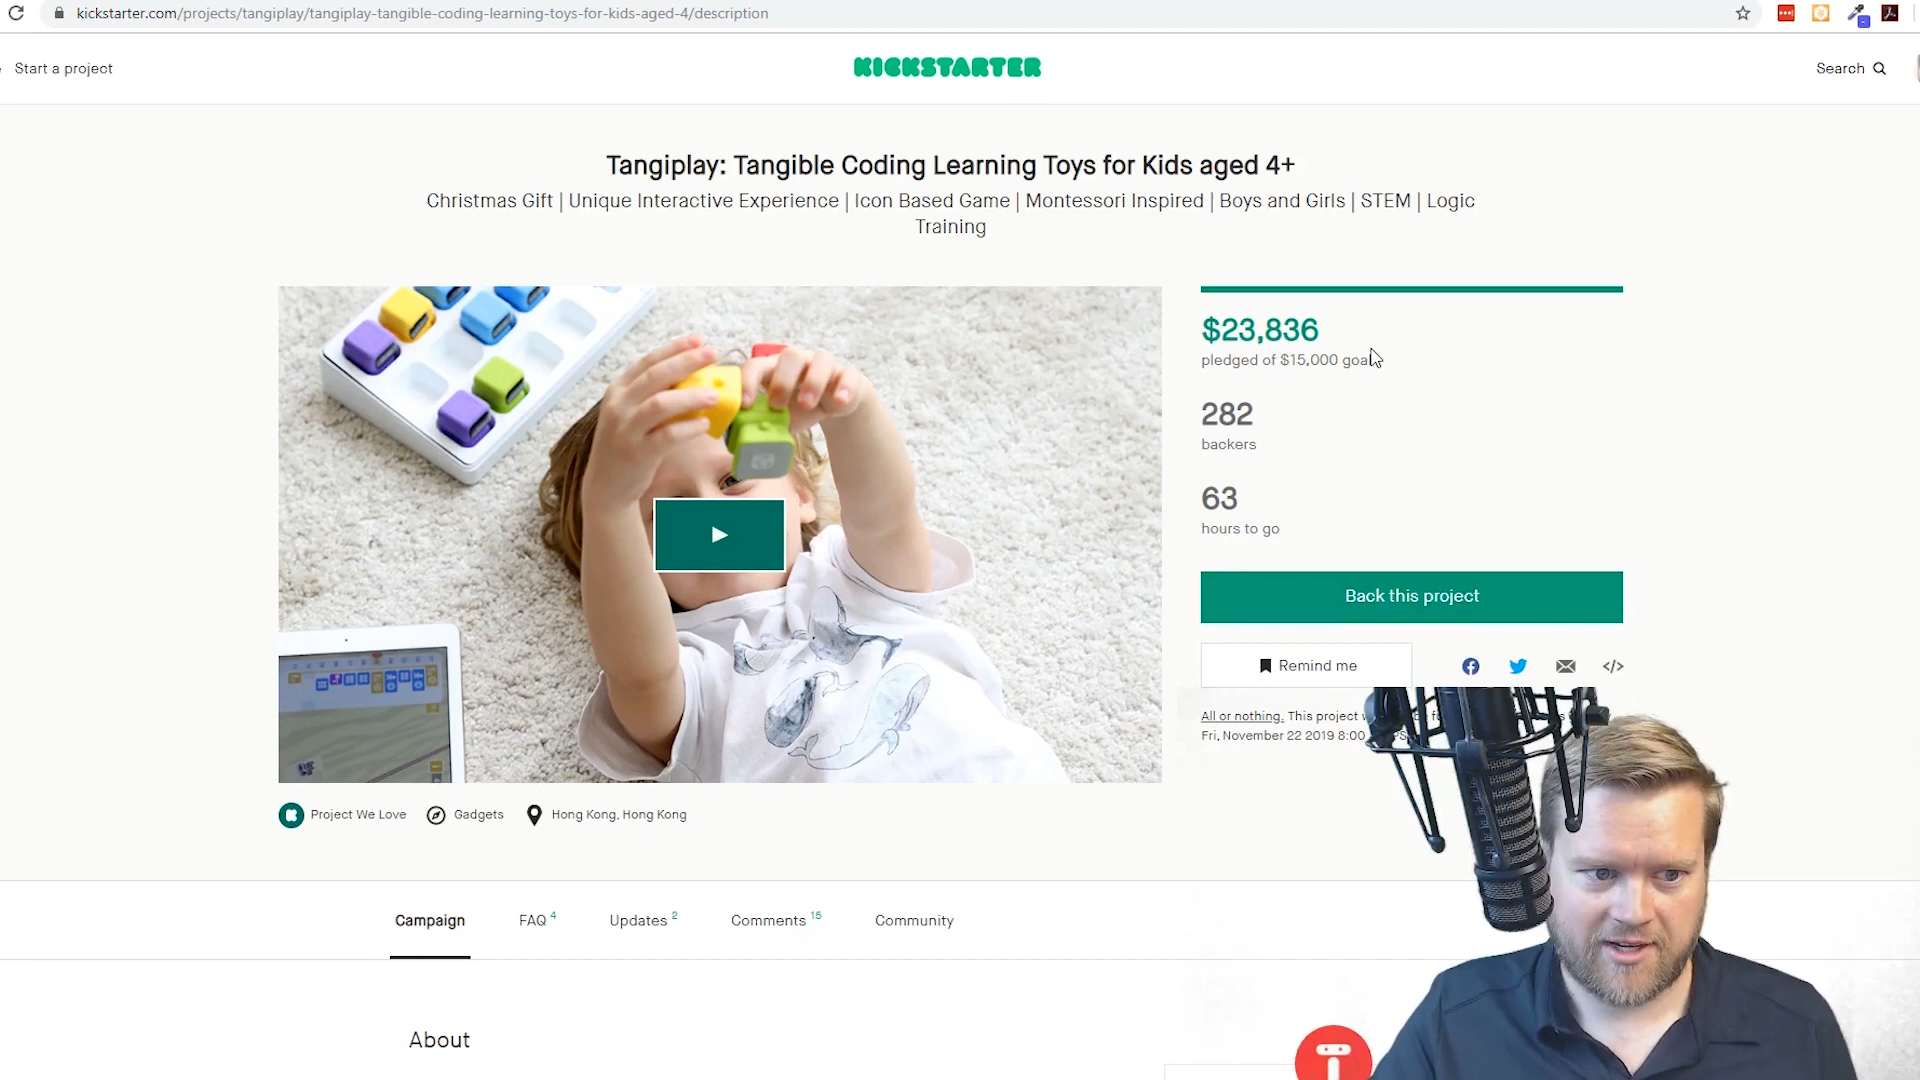 kickstarter.com/projects/tangiplay/tangiplay-tangible-coding-learning-toys-for-kids-aged-4/description
Start a project
KICKSTARTER
Search
Tangiplay: Tangible Coding Learning Toys for Kids aged 4+
Christmas Gift | Unique Interactive Experience | Icon Based Game | Montessori Inspired | Boys and Girls | STEM | Logic
Training
$23,836
pledged of $15,000 goal
282
backers
63
hours to go
Back this project
Remind me
All or nothing. This project
Fri, November 22 2019 8:00
Project We Love
Gadgets
Hong Kong, Hong Kong
Campaign
FAQ 4
Updates 2
Comments 15
Community
About